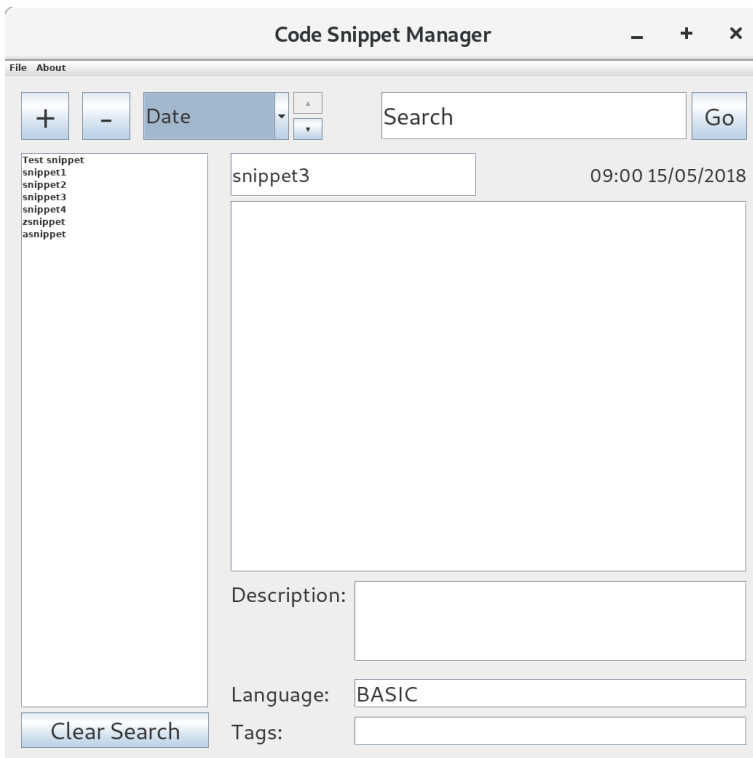 Code Snippet Manager
File About
+ - Date Search Go
Test snippet
snippet1
snippet2
snippet3
snippet4
zsnippet
asnippet
snippet3 09:00 15/05/2018
Description:
Language: BASIC
Tags:
Clear Search